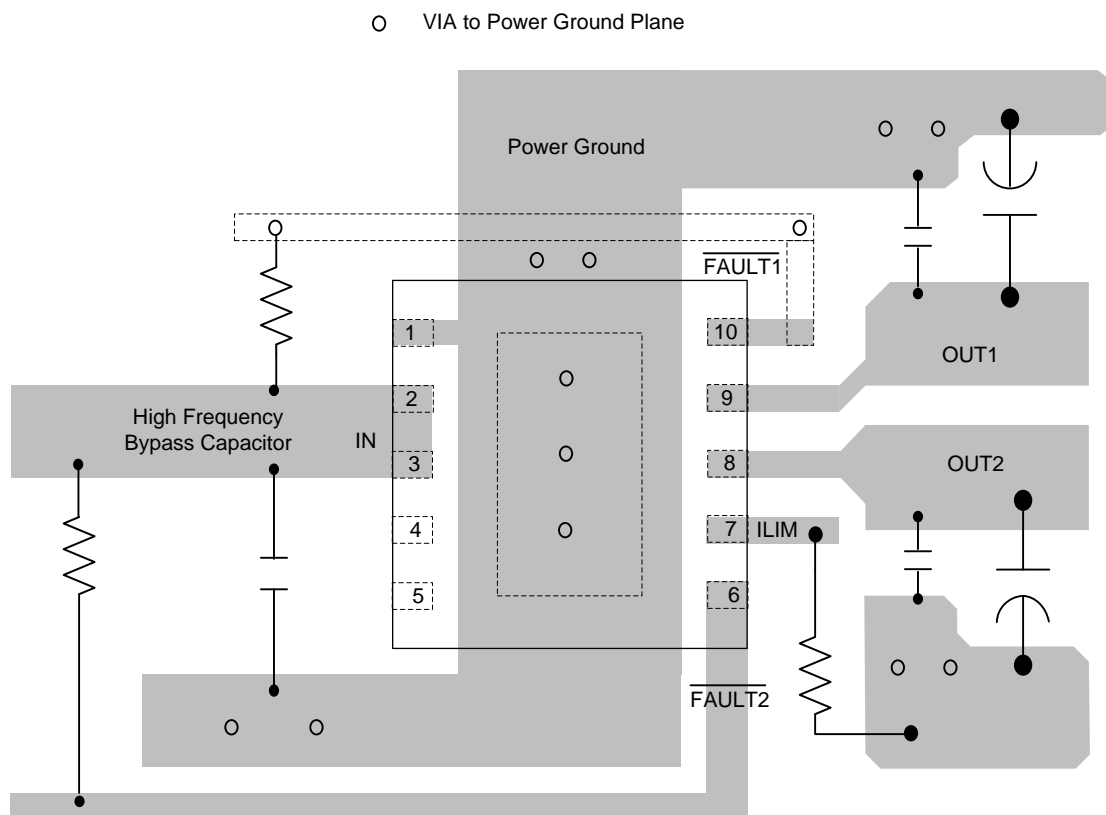 VIA to Power Ground Plane
Power Ground
FAULT1
1
10
2
9
OUT1
High Frequency
Bypass Capacitor
IN
3
8
OUT2
4
7
ILIM
5
6
FAULT2